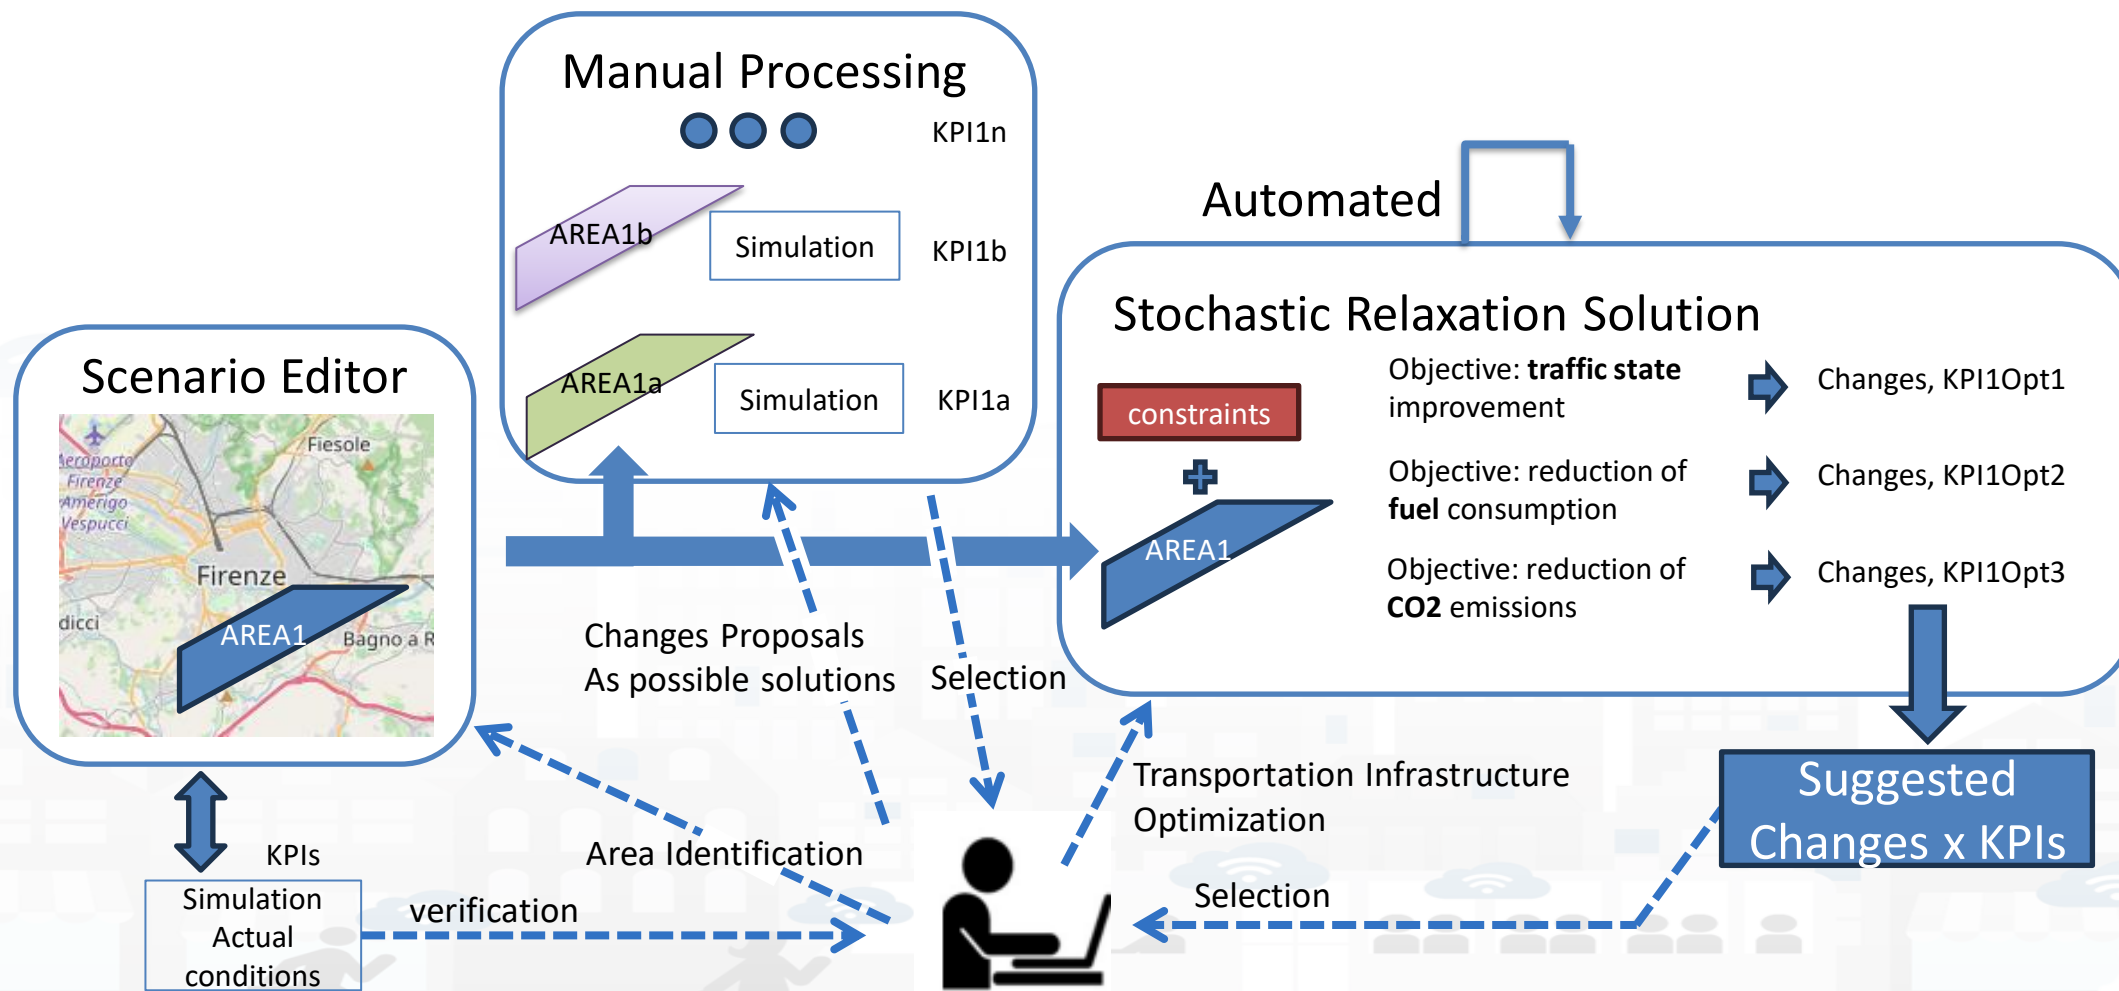 Manual Processing
KPI1n
AREA1b
Simulation
KPI1b
AREA1a
Simulation
KPI1a
Automated
Stochastic Relaxation Solution
constraints
AREA1
Objective: traffic state
improvement
Changes, KPI1Opt1
Objective: reduction of
fuel consumption
Changes, KPI1Opt2
Objective: reduction of
CO2 emissions
Changes, KPI1Opt3
Scenario Editor
Fiesole
Aeroporto
Firenze
Amerigo
Vespucci
Firenze
dicci
AREA1
Bagno a R
Changes Proposals
As possible solutions
Selection
Transportation Infrastructure
Optimization
Suggested
Changes x KPIs
KPIs
Area Identification
Simulation
Actual
conditions
verification
Selection